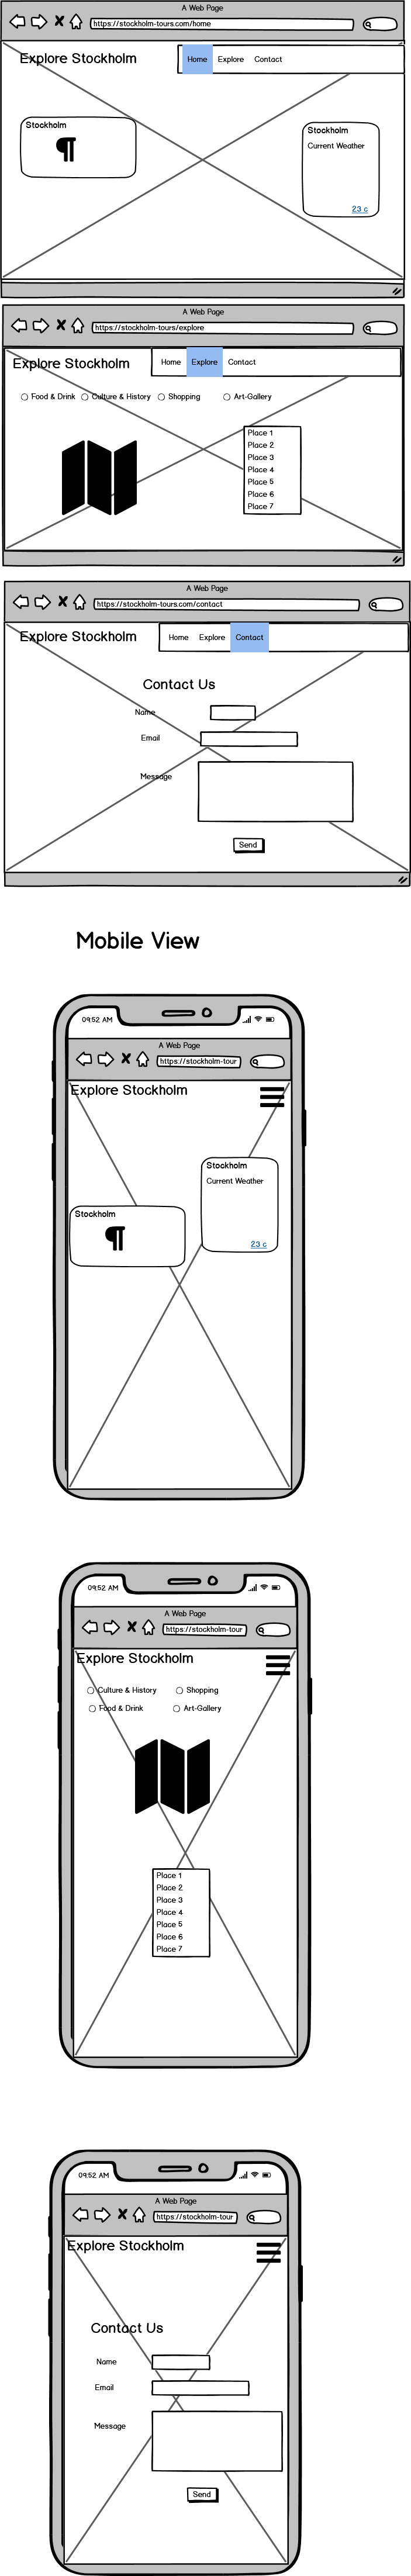 A Web Page
https://stockholm-tours.com/home
Explore Stockholm
Home Explore Contact
Stockholm
¶
Stockholm
Current Weather
23 c
A Web Page
https://stockholm-tours/explore
Explore Stockholm
Home Explore Contact
Food & Drink Culture & History Shopping Art-Gallery
Place 1
Place 2
Place 3
Place 4
Place 5
Place 6
Place 7
A Web Page
https://stockholm-tours.com/contact
Explore Stockholm
Home Explore Contact
Contact Us
Name
Email
Message
Send
Mobile View
09:52 AM
A Web Page
https://stockholm-tour
Explore Stockholm
Stockholm
Current Weather
23 c
Stockholm
¶
09:52 AM
A Web Page
https://stockholm-tour
Explore Stockholm
Culture & History Shopping
Food & Drink Art-Gallery
Place 1
Place 2
Place 3
Place 4
Place 5
Place 6
Place 7
09:52 AM
A Web Page
https://stockholm-tour
Explore Stockholm
Contact Us
Name
Email
Message
Send